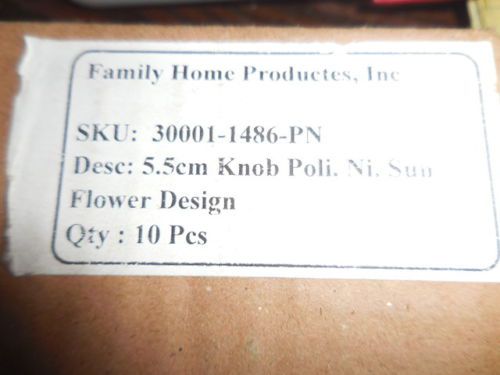 Family Home Productes, Inc
SKU: 30001-1486-PN
Desc: 5.5cm Knob Poli. Ni. Sun
Flower Design
Qty : 10 Pcs